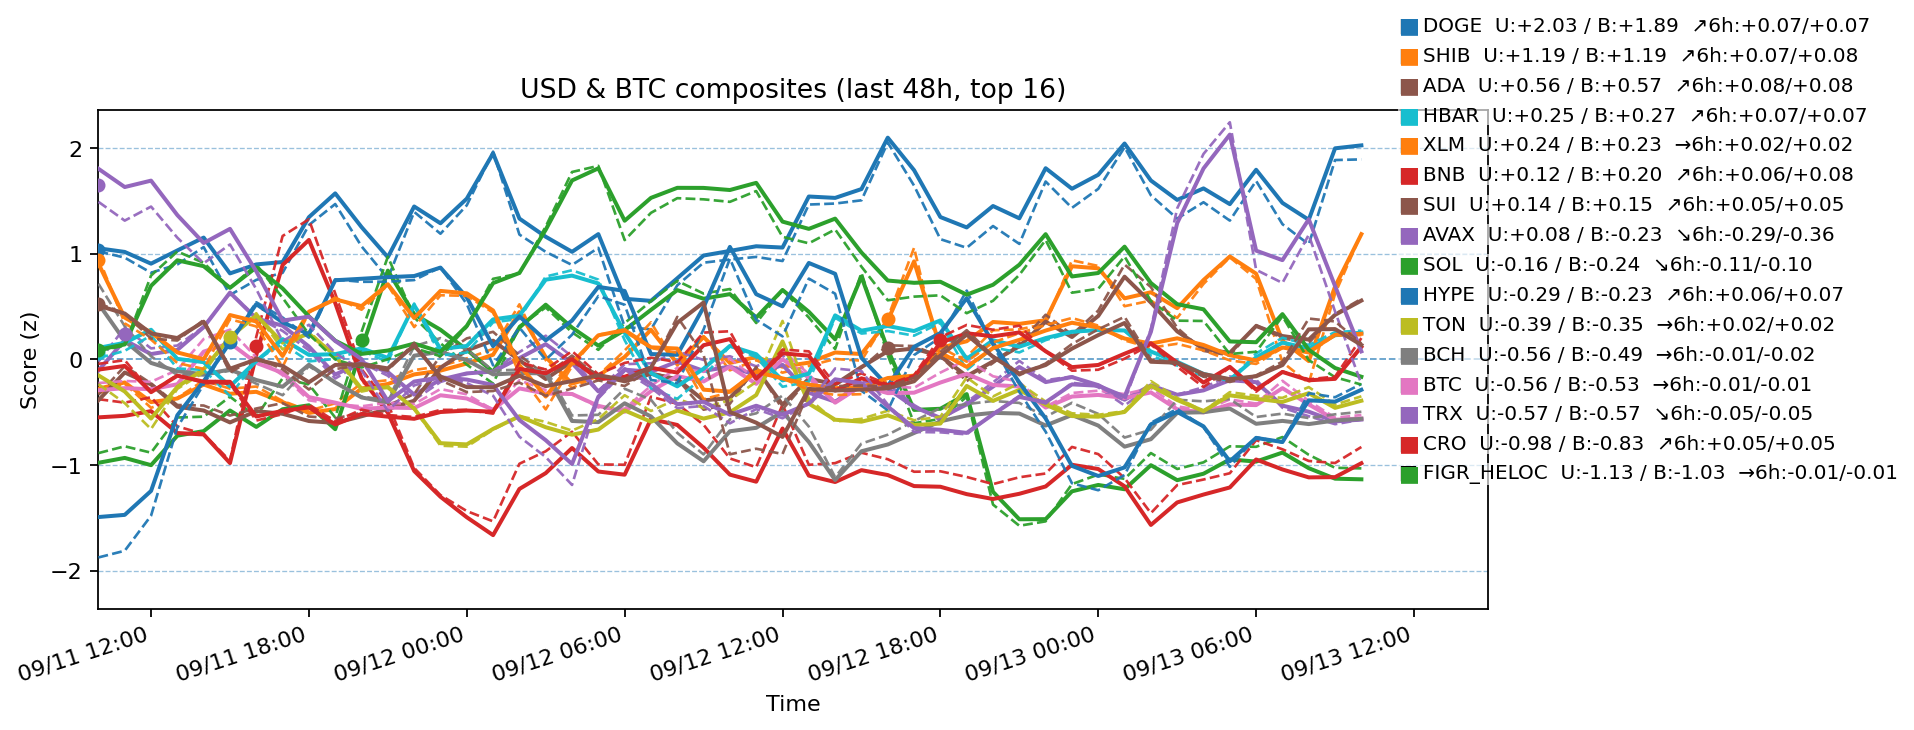 DOGE  U:+2.03 / B:+1.89  ↗6h:+0.07/+0.07
SHIB  U:+1.19 / B:+1.19  ↗6h:+0.07/+0.08
ADA  U:+0.56 / B:+0.57  ↗6h:+0.08/+0.08
HBAR  U:+0.25 / B:+0.27  ↗6h:+0.07/+0.07
XLM  U:+0.24 / B:+0.23  →6h:+0.02/+0.02
BNB  U:+0.12 / B:+0.20  ↗6h:+0.06/+0.08
SUI  U:+0.14 / B:+0.15  ↗6h:+0.05/+0.05
AVAX  U:+0.08 / B:-0.23  ↘6h:-0.29/-0.36
SOL  U:-0.16 / B:-0.24  ↘6h:-0.11/-0.10
HYPE  U:-0.29 / B:-0.23  ↗6h:+0.06/+0.07
TON  U:-0.39 / B:-0.35  →6h:+0.02/+0.02
BCH  U:-0.56 / B:-0.49  →6h:-0.01/-0.02
BTC  U:-0.56 / B:-0.53  →6h:-0.01/-0.01
TRX  U:-0.57 / B:-0.57  ↘6h:-0.05/-0.05
CRO  U:-0.98 / B:-0.83  ↗6h:+0.05/+0.05
FIGR_HELOC  U:-1.13 / B:-1.03  →6h:-0.01/-0.01
USD & BTC composites (last 48h, top 16)
Score (z)
2
1
0
−1
−2
09/11 12:00
09/11 18:00
09/12 00:00
09/12 06:00
09/12 12:00
09/12 18:00
09/13 00:00
09/13 06:00
09/13 12:00
Time